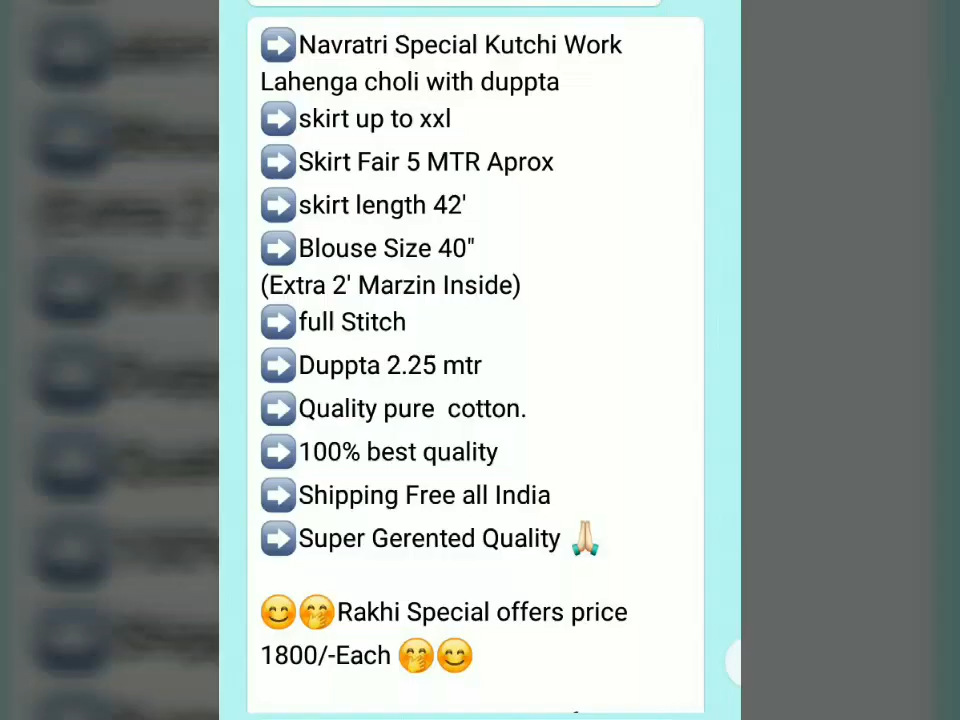 ➡️Navratri Special Kutchi Work
Lahenga choli with duppta
➡️skirt up to xxl
➡️Skirt Fair 5 MTR Aprox
➡️skirt length 42'
➡️Blouse Size 40"
(Extra 2' Marzin Inside)
➡️full Stitch
➡️Duppta 2.25 mtr
➡️Quality pure  cotton.
➡️100% best quality
➡️Shipping Free all India
➡️Super Gerented Quality 🙏🏻
😊🤭Rakhi Special offers price
1800/-Each 🤭😊